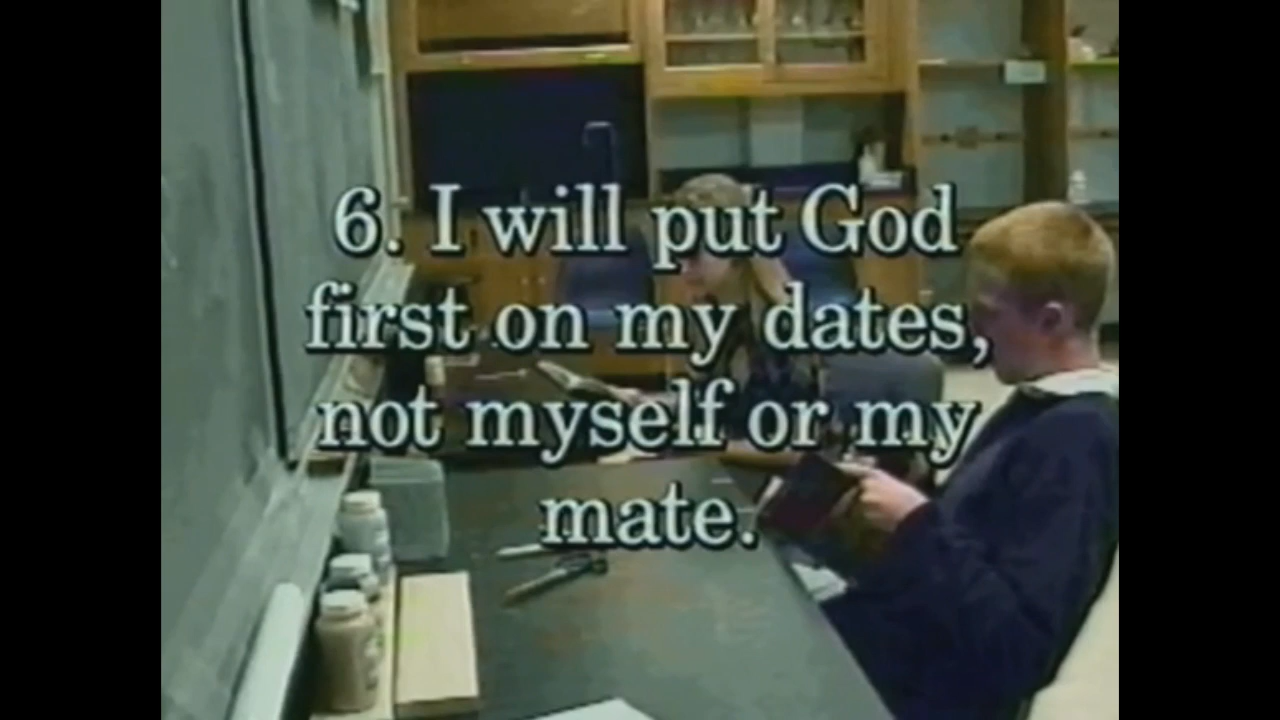 6. I will put God
first on my dates,
not myself or my
mate.